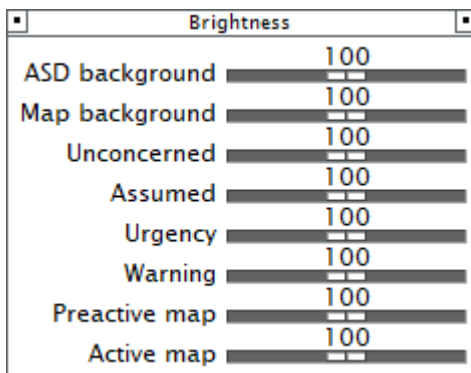 Brightness
100
ASD background
100
Map background
100
Unconcerned
100
Assumed
100
Urgency
100
Warning
100
Preactive map
100
Active map